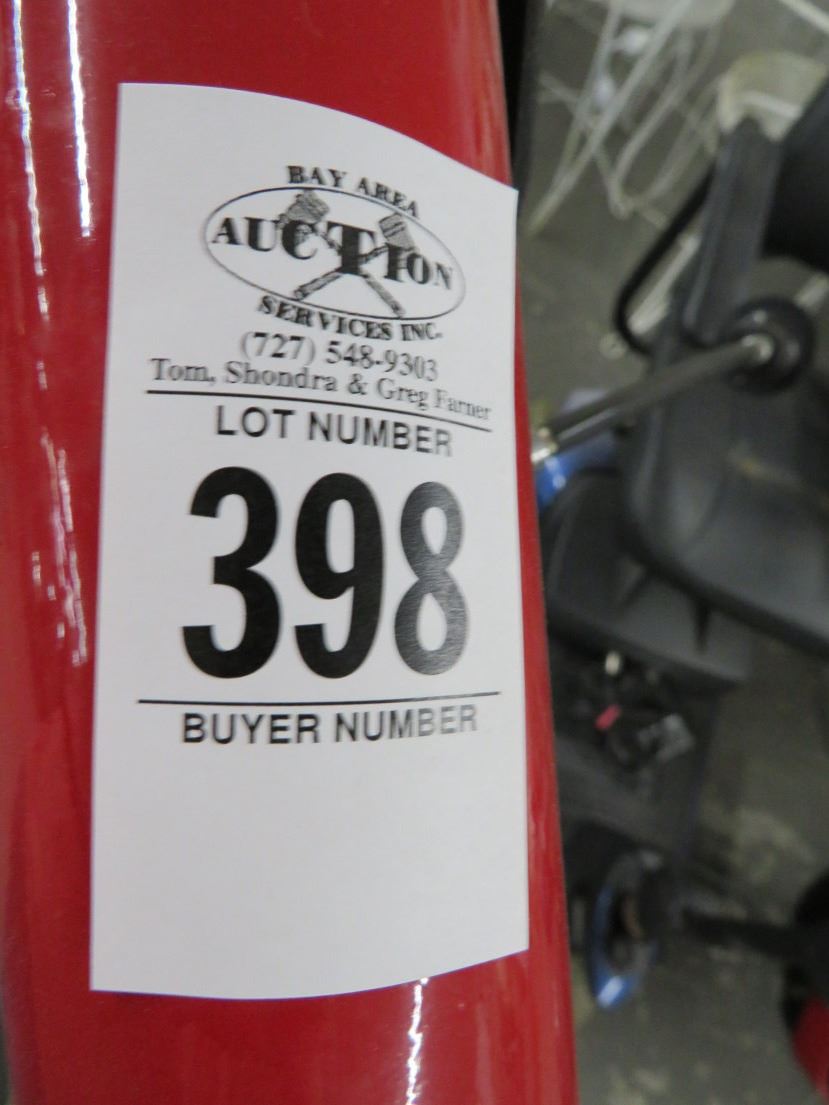 BAY AREA
AUCTION
SERVICES INC.
(727) 548-9303
Tom, Shondra & Greg Farner
LOT NUMBER
398
BUYER NUMBER